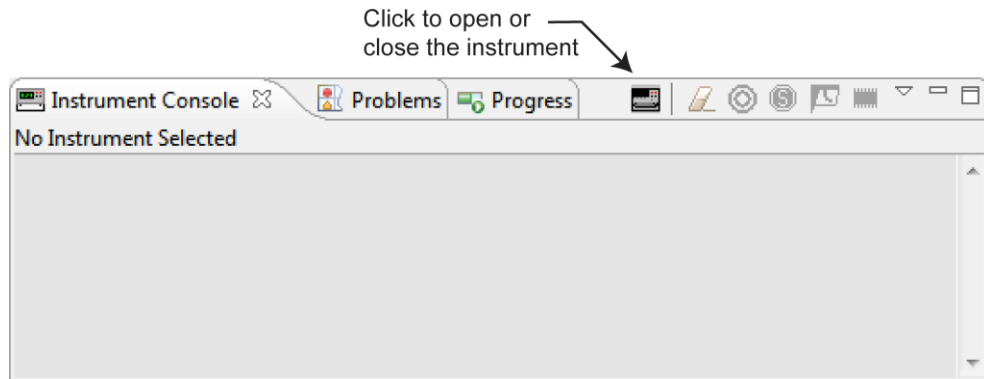 Click to open or
close the instrument
Instrument Console Problems Progress
No Instrument Selected